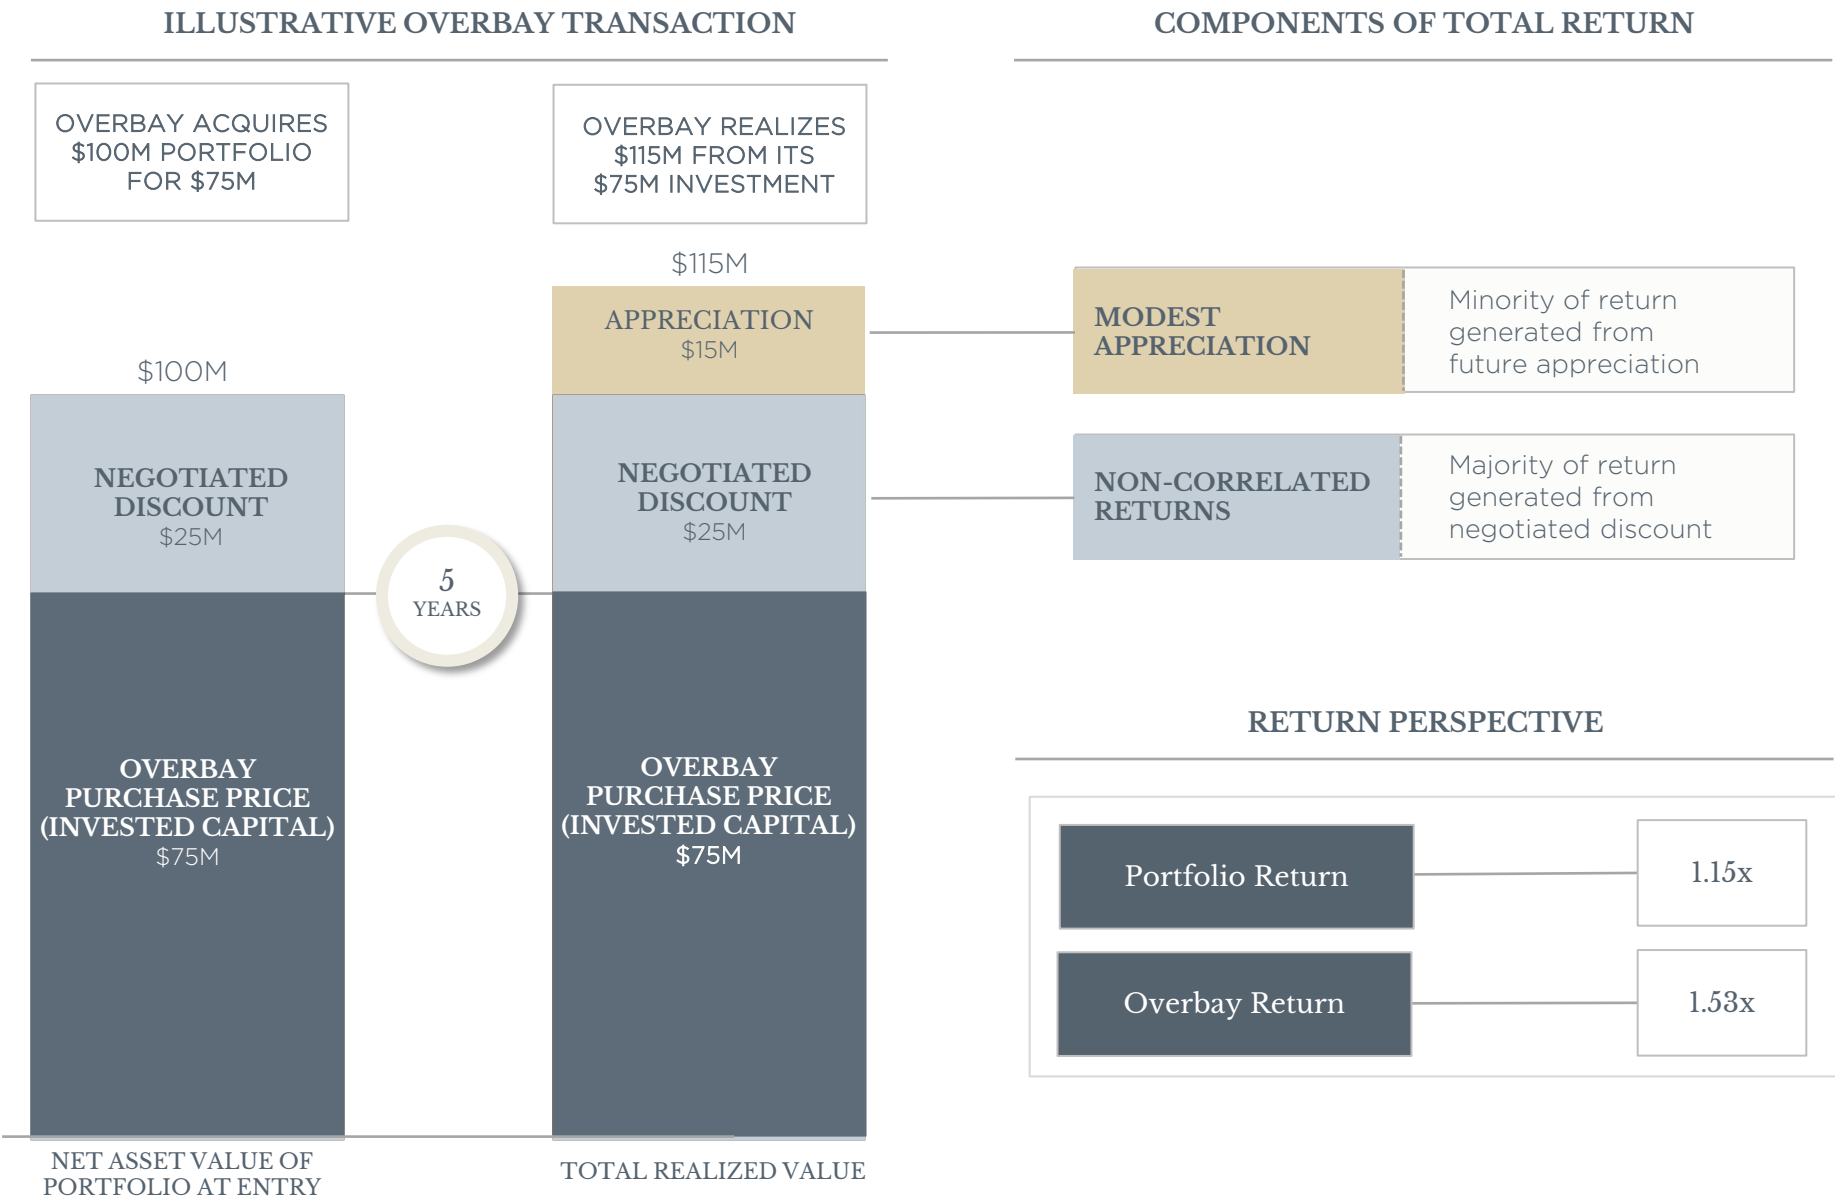 ILLUSTRATIVE OVERBAY TRANSACTION
OVERBAY ACQUIRES
$100M PORTFOLIO
FOR $75M
OVERBAY REALIZES
$115M FROM ITS
$75M INVESTMENT
$100M
NEGOTIATED
DISCOUNT
$25M
OVERBAY
PURCHASE PRICE
(INVESTED CAPITAL)
$75M
NET ASSET VALUE OF
PORTFOLIO AT ENTRY
5
YEARS
$115M
APPRECIATION
$15M
NEGOTIATED
DISCOUNT
$25M
OVERBAY
PURCHASE PRICE
(INVESTED CAPITAL)
$75M
TOTAL REALIZED VALUE
COMPONENTS OF TOTAL RETURN
MODEST
APPRECIATION
Minority of return
generated from
future appreciation
NON-CORRELATED
RETURNS
Majority of return
generated from
negotiated discount
RETURN PERSPECTIVE
Portfolio Return
1.15x
Overbay Return
1.53x